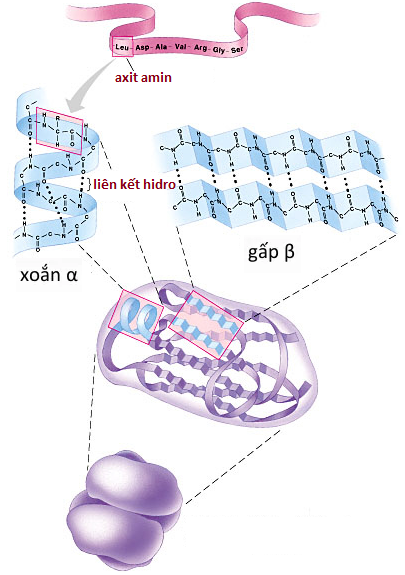 Leu-Asp-Ala-Val-Arg-Gly-Ser
axit amin
liên kết hidro
xoắn α
gấp β